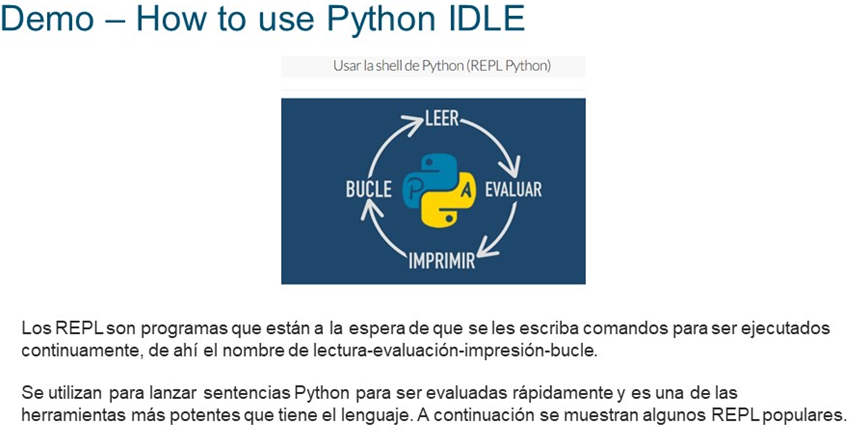 Demo – How to use Python IDLE
Usar la shell de Python (REPL Python)
LEER
BUCLE
P
A
EVALUAR
IMPRIMIR
Los REPL son programas que están a la espera de que se les escriba comandos para ser ejecutados
continuamente, de ahí el nombre de lectura-evaluación-impresión-bucle.
Se utilizan para lanzar sentencias Python para ser evaluadas rápidamente y es una de las
herramientas más potentes que tiene el lenguaje. A continuación se muestran algunos REPL populares.